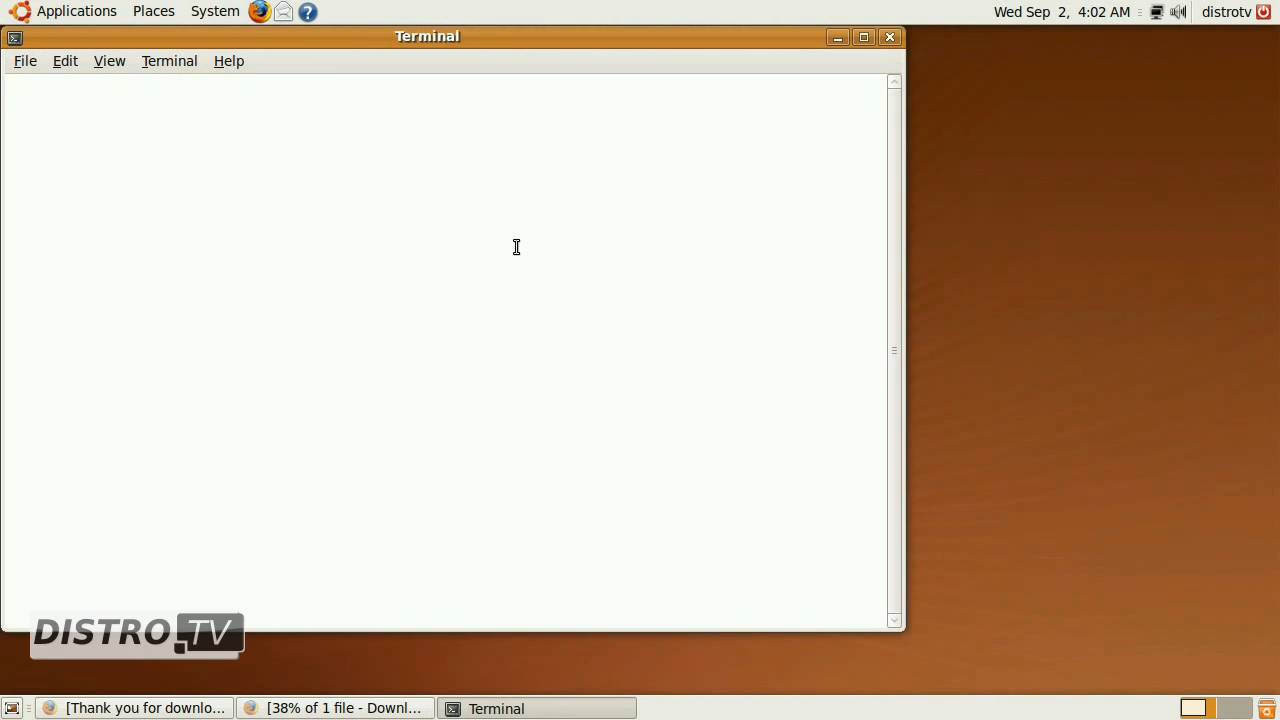 Applications Places System Wed Sep 2, 4:02 AM distrotv
Terminal
File Edit View Terminal Help
DISTRO.TV
[Thank you for downlo... [38% of 1 file - Downl... Terminal